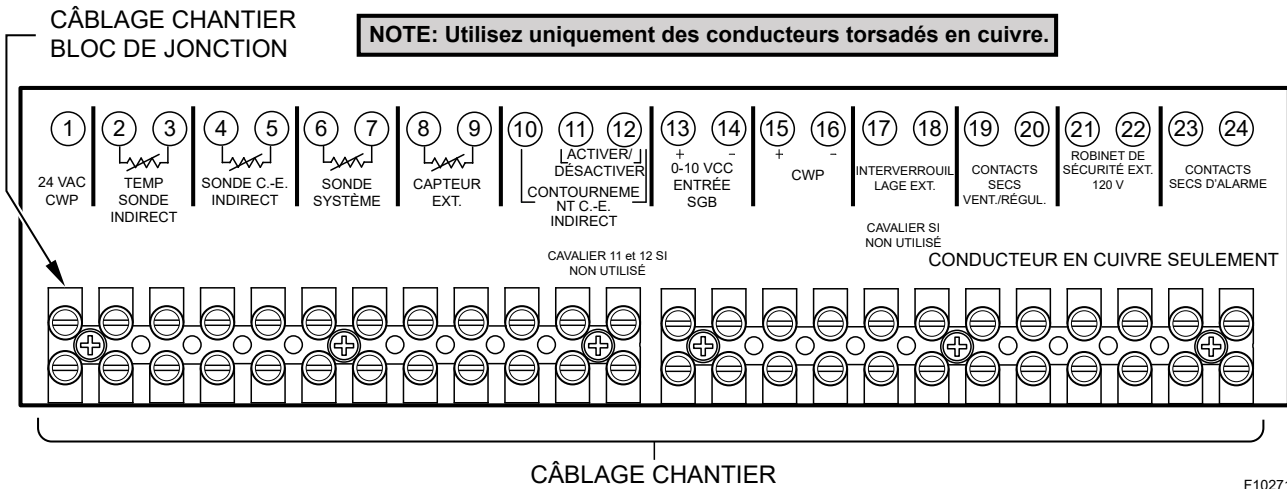 CÂBLAGE CHANTIER
BLOC DE JONCTION
NOTE: Utilisez uniquement des conducteurs torsadés en cuivre.
1 2 3 4 5 6 7 8 9 10 11 12 13 14 15 16 17 18 19 20 21 22 23 24
24 VAC
CWP
TEMP
SONDE
INDIRECT
SONDE C.-E.
INDIRECT
SONDE
SYSTÈME
CAPTEUR
EXT.
ACTIVER/
DÉSACTIVER
CONTOURNEME
NT C.-E.
INDIRECT
CAVALIER 11 et 12 SI
NON UTILISÉ
+ −
0-10 VCC
ENTRÉE
SGB
+ −
CWP
INTERVERROUIL
LAGE EXT.
CAVALIER SI
NON UTILISÉ
CONTACTS
SECS
VENT./RÉGUL.
ROBINET DE
SÉCURITÉ EXT.
120 V
CONTACTS
SECS D'ALARME
CONDUCTEUR EN CUIVRE SEULEMENT
CÂBLAGE CHANTIER